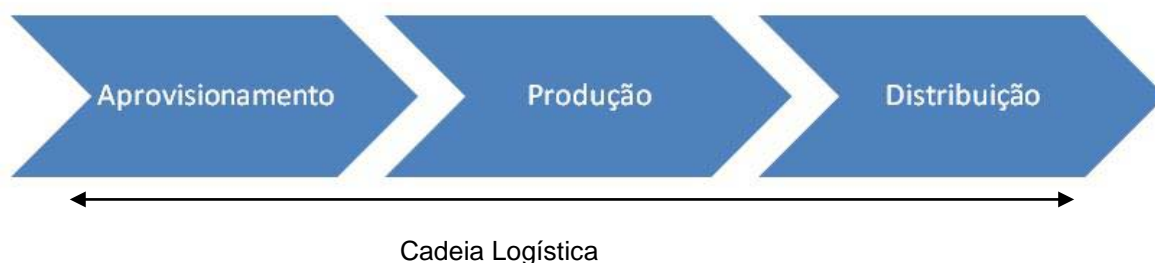 Aprovisionamento
Produção
Distribuição
Cadeia Logística